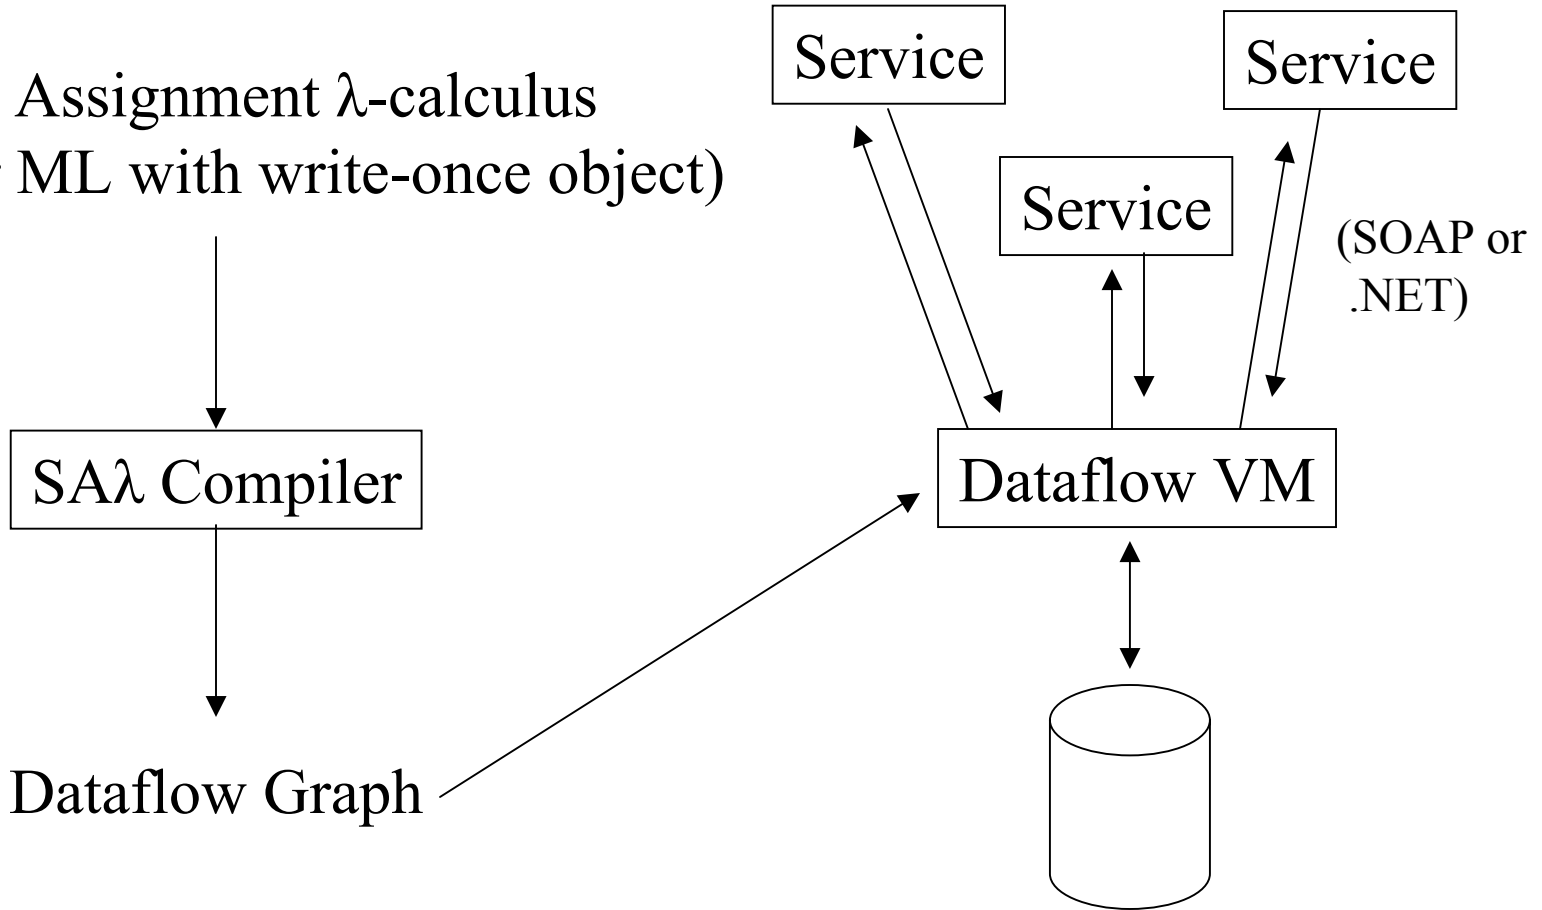 Assignment λ-calculus
ML with write-once object)
SAλ Compiler
Dataflow Graph
Service
Service
Service
(SOAP or
.NET)
Dataflow VM